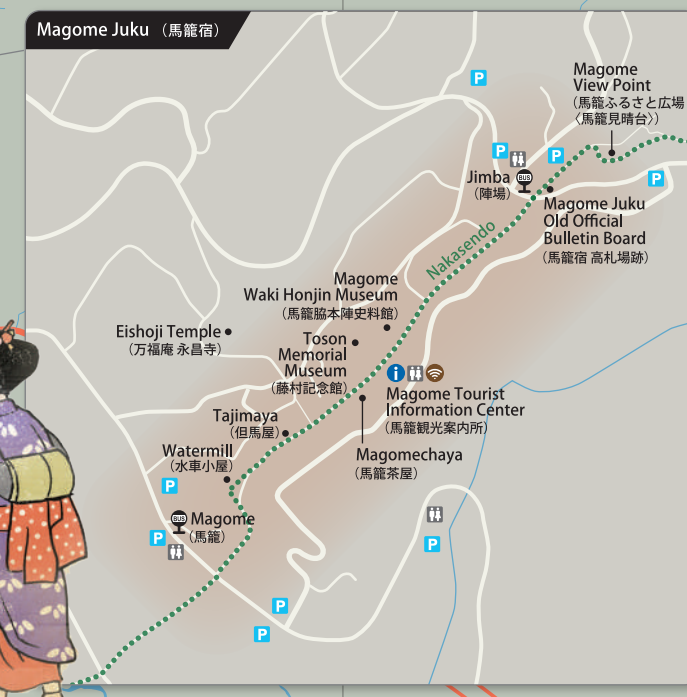 Magome Juku (馬籠宿)
P
Magome
View Point
(馬籠ふるさと広場
〈馬籠見晴台〉)
P
P
Jimba
(陣場)
BUS
P
Magome Juku
Old Official
Bulletin Board
(馬籠宿 高札場跡)
Nakasendo
Magome
Waki Honjin Museum
(馬籠脇本陣史料館)
Eishoji Temple
(万福庵 永昌寺)
Toson
Memorial
Museum
(藤村記念館)
i
Magome Tourist
Information Center
(馬籠観光案内所)
Tajimaya
(但馬屋)
Magomechaya
(馬籠茶屋)
Watermill
(水車小屋)
P
BUS
Magome
(馬籠)
P
P
P
P